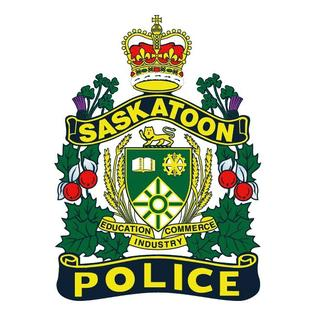 SASKATOON
EDUCATION COMMERCE
INDUSTRY
POLICE